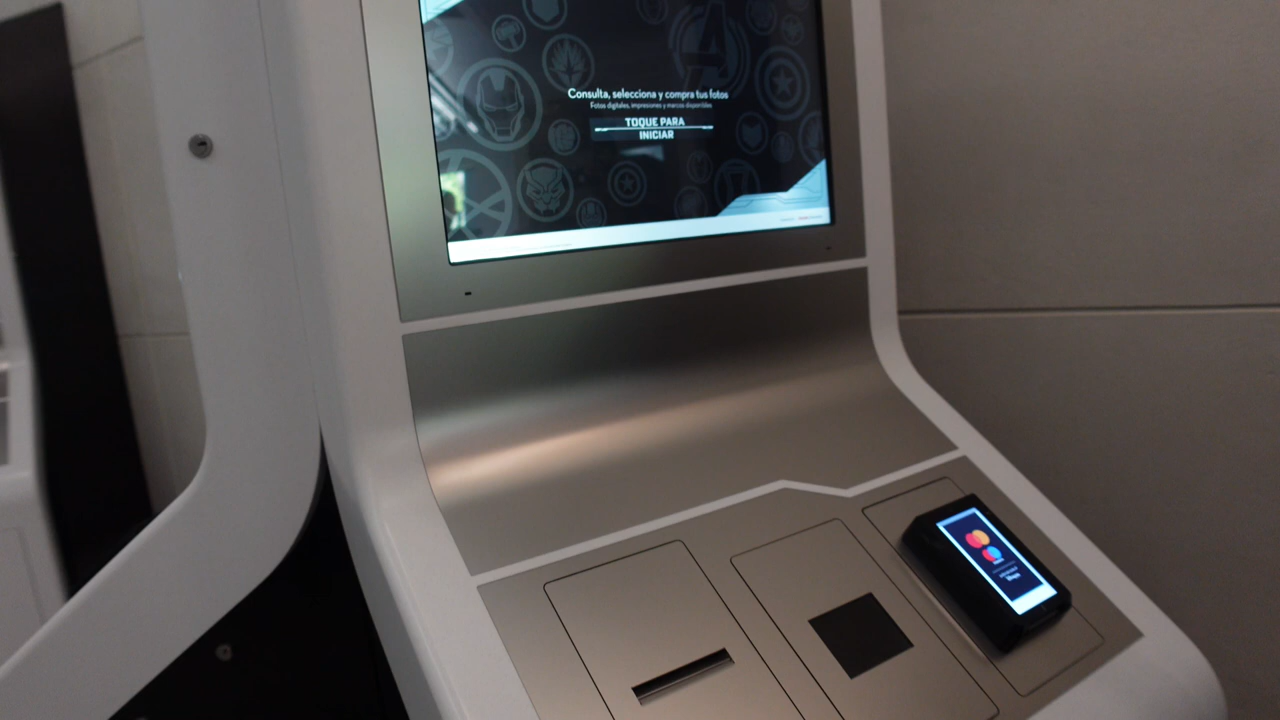 Consulta, selecciona y compra tus fotos
Fotos digitales, impresiones y marcos disponibles
TOQUE PARA
INICIAR